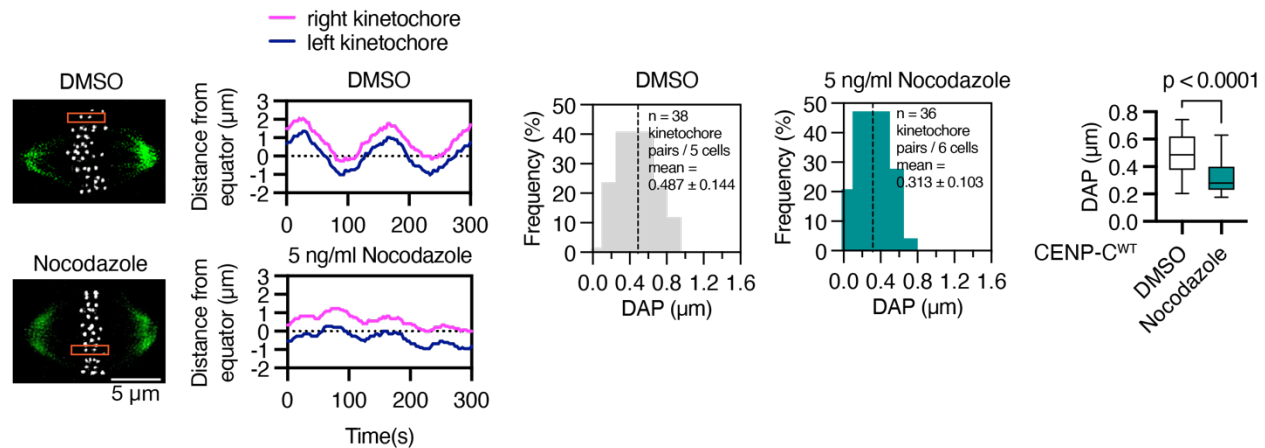 right kinetochore
left kinetochore
DMSO
DMSO
Distance from
equator (μm)
3
2
1
0
-1
-2
0
100
200
300
Nocodazole
5 μm
5 ng/ml Nocodazole
Distance from
equator (μm)
3
2
1
0
-1
-2
0
100
200
300
Time(s)
DMSO
Frequency (%)
50
40
30
20
10
0
n = 38
kinetochore
pairs / 5 cells
mean =
0.487 ± 0.144
0.0 0.4 0.8 1.2 1.6
DAP (μm)
5 ng/ml Nocodazole
Frequency (%)
50
40
30
20
10
0
n = 36
kinetochore
pairs / 6 cells
mean =
0.313 ± 0.103
0.0 0.4 0.8 1.2 1.6
DAP (μm)
p < 0.0001
DAP (μm)
0.8
0.6
0.4
0.2
0.0
CENP-Cᵂᵀ
DMSO
Nocodazole